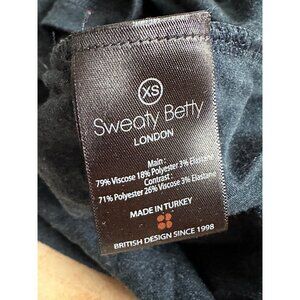 XS
Sweaty Betty
LONDON
Main :
79% Viscose 18% Polyester 3% Elastane
Contrast :
71% Polyester 26% Viscose 3% Elastane
MADE IN TURKEY
BRITISH DESIGN SINCE 1998